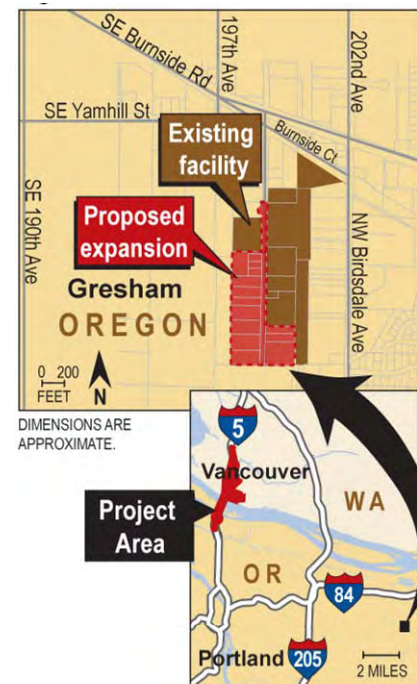 SE Burnside Rd
197th Ave
202nd Ave
SE Yamhill St
Burnside Ct
Existing
facility
SE 190th Ave
Proposed
expansion
NW Birdsdale Ave
Gresham
OREGON
0 200
FEET
N
DIMENSIONS ARE
APPROXIMATE.
5
Vancouver
WA
Project
Area
OR
84
Portland
205
2 MILES